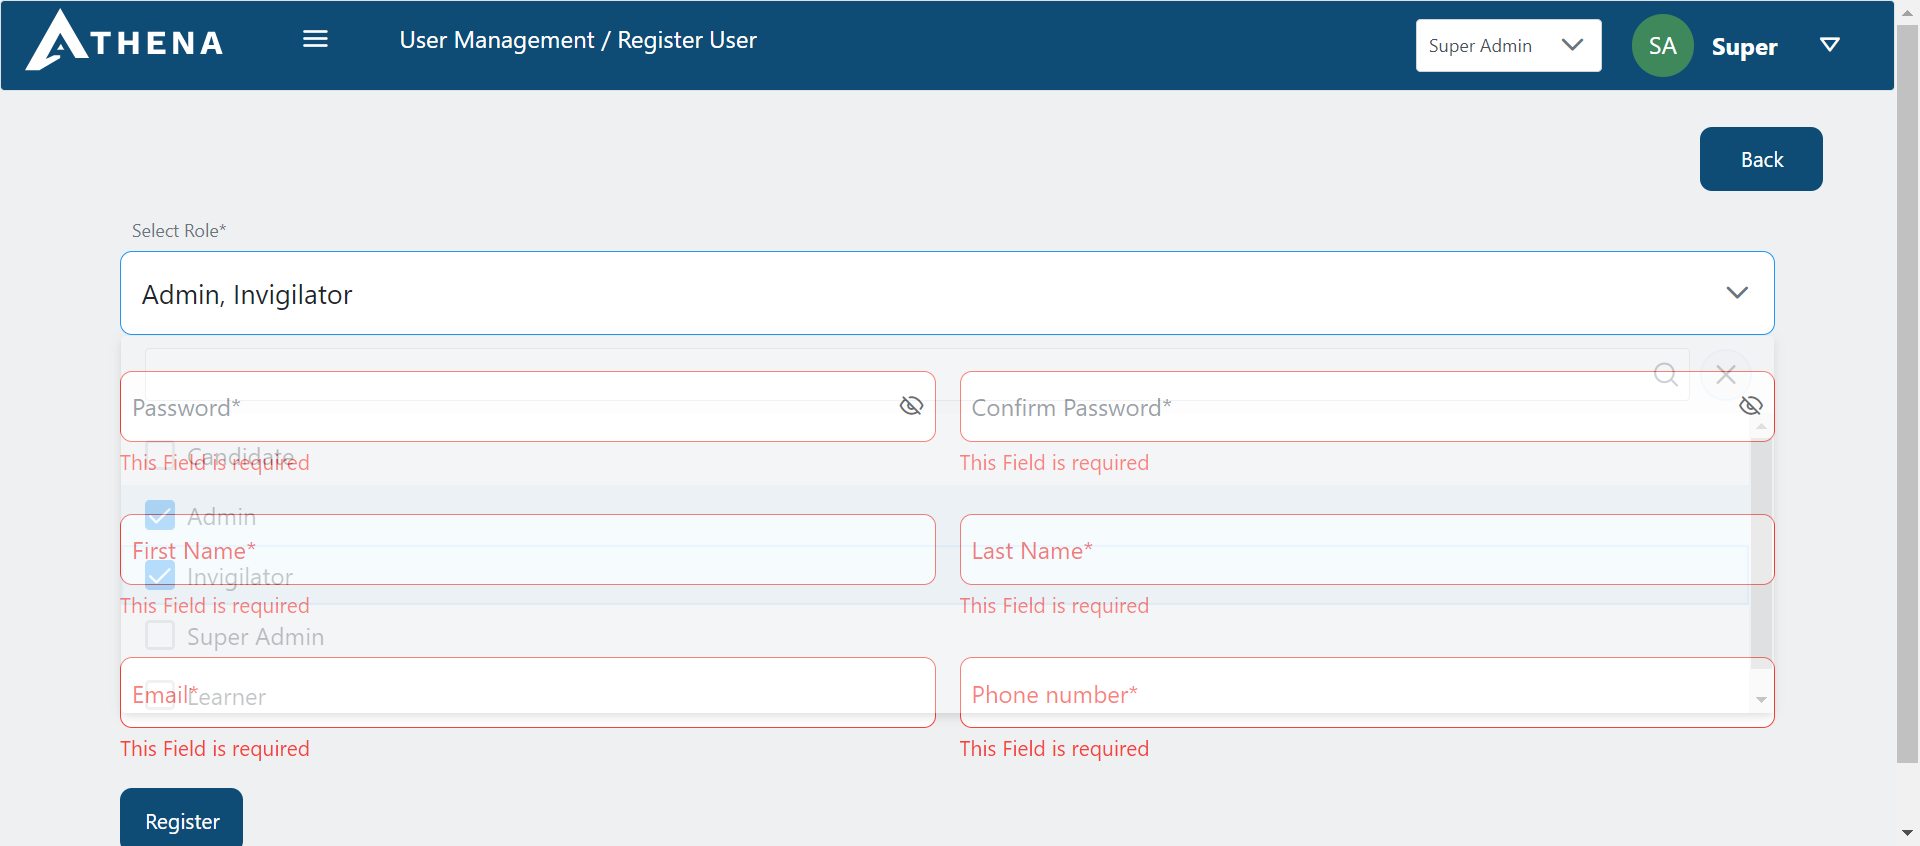 ATHENA
User Management / Register User
Super Admin
SA
Super
Back
Select Role*
Admin, Invigilator
Password*
Confirm Password*
Candidate
This Field is required
This Field is required
Admin
First Name*
Last Name*
Invigilator
This Field is required
This Field is required
Super Admin
Email*
Learner
Phone number*
This Field is required
This Field is required
Register